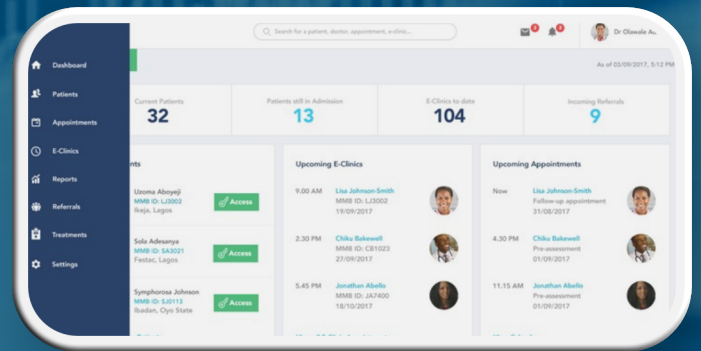 Search for a patient, doctor, appointment, e-clinic...
2
2
Dr Olawale
As of 03/09/2017, 5:12 PM
Dashboard
Patients
Appointments
E-Clinics
Reports
Referrals
Treatments
Settings
Current Patients
32
Patients still in Admission
13
E-Clinics to date
104
Incoming Referrals
9
Uzoma Aboyeji
MMB ID: LJ3002
Ikeja, Lagos
Access
Sola Adesanya
MMB ID: SA3021
Festac, Lagos
Access
Symphorosa Johnson
MMB ID: SJ0113
Ibadan, Oyo State
Access
Upcoming E-Clinics
9.00 AM
Lisa Johnson-Smith
MMB ID: LJ3002
19/09/2017
2.30 PM
Chiku Bakewell
MMB ID: CB1023
27/09/2017
5.45 PM
Jonathan Abello
MMB ID: JA7400
18/10/2017
Upcoming Appointments
Now
Lisa Johnson-Smith
Follow-up appointment
31/08/2017
4.30 PM
Chiku Bakewell
Pre-assessment
01/09/2017
11.15 AM
Jonathan Abello
Pre-assessment
01/09/2017